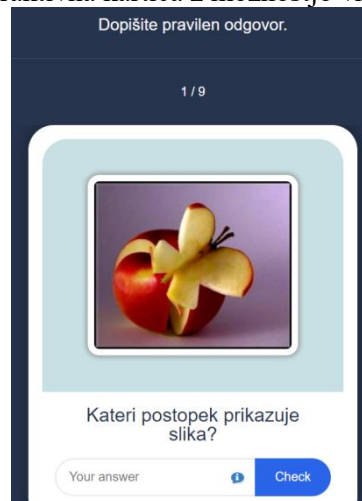 Dopišite pravilen odgovor.
1 / 9
Kateri postopek prikazuje
slika?
Your answer
Check